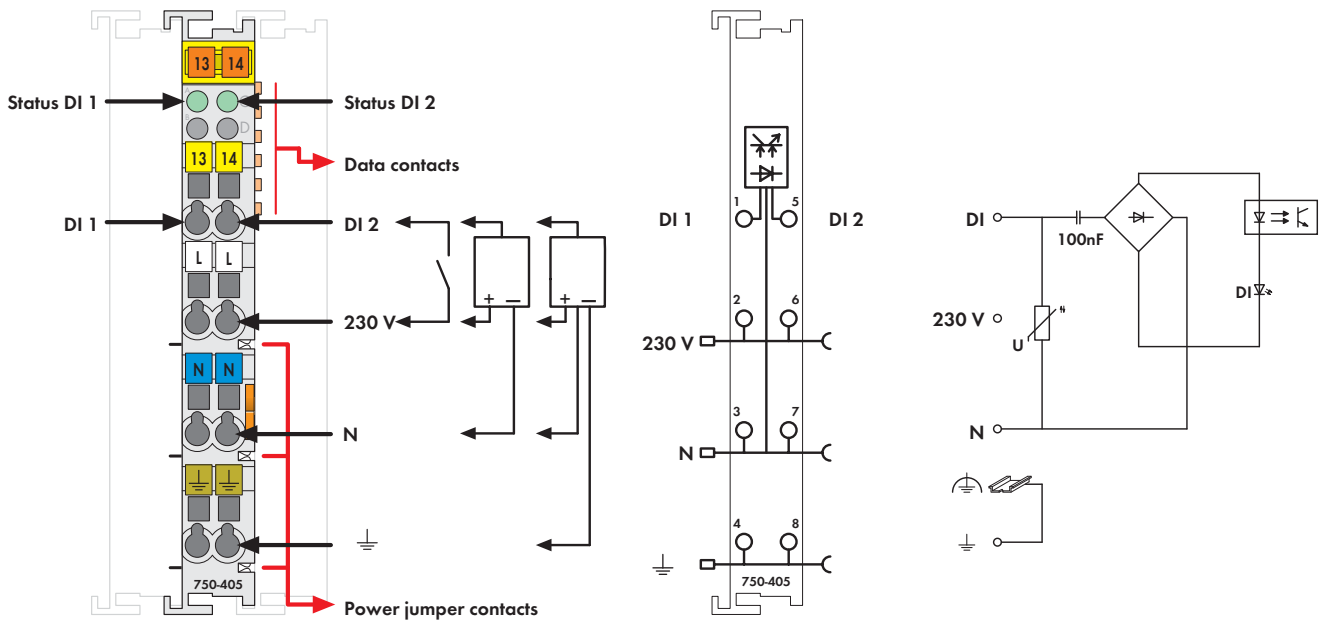 13 14
A C
Status DI 1
Status DI 2
B D
13 14
Data contacts
DI 1
DI 2
L L
+ −
+ −
230 V
N N
N
750-405
Power jumper contacts
1 5
DI 1
DI 2
2 6
230 V
3 7
N
4 8
750-405
DI
100nF
DI
230 V
U
N